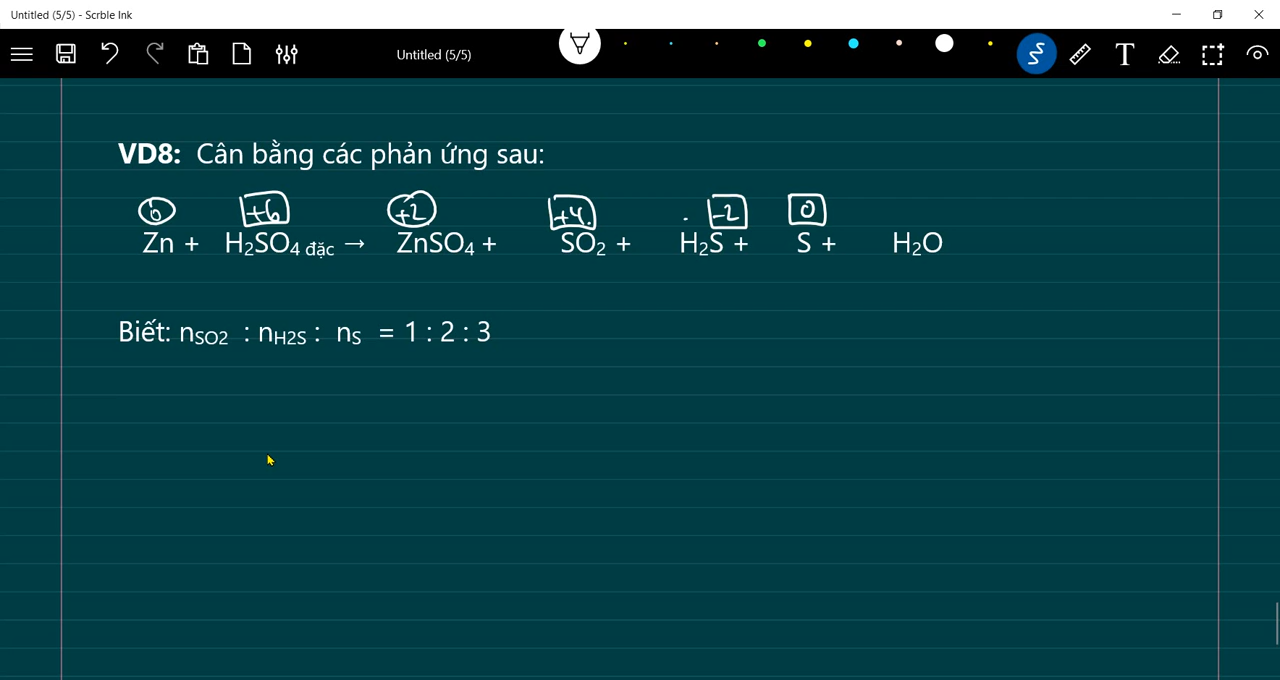 Untitled (5/5) - Scrble Ink
Untitled (5/5)
T
VD8: Cân bằng các phản ứng sau:
0 +6 +2 +4 -2 0
Zn + H₂SO₄ đặc → ZnSO₄ + SO₂ + H₂S + S + H₂O
Biết: nSO2 : nH2S : nS = 1 : 2 : 3